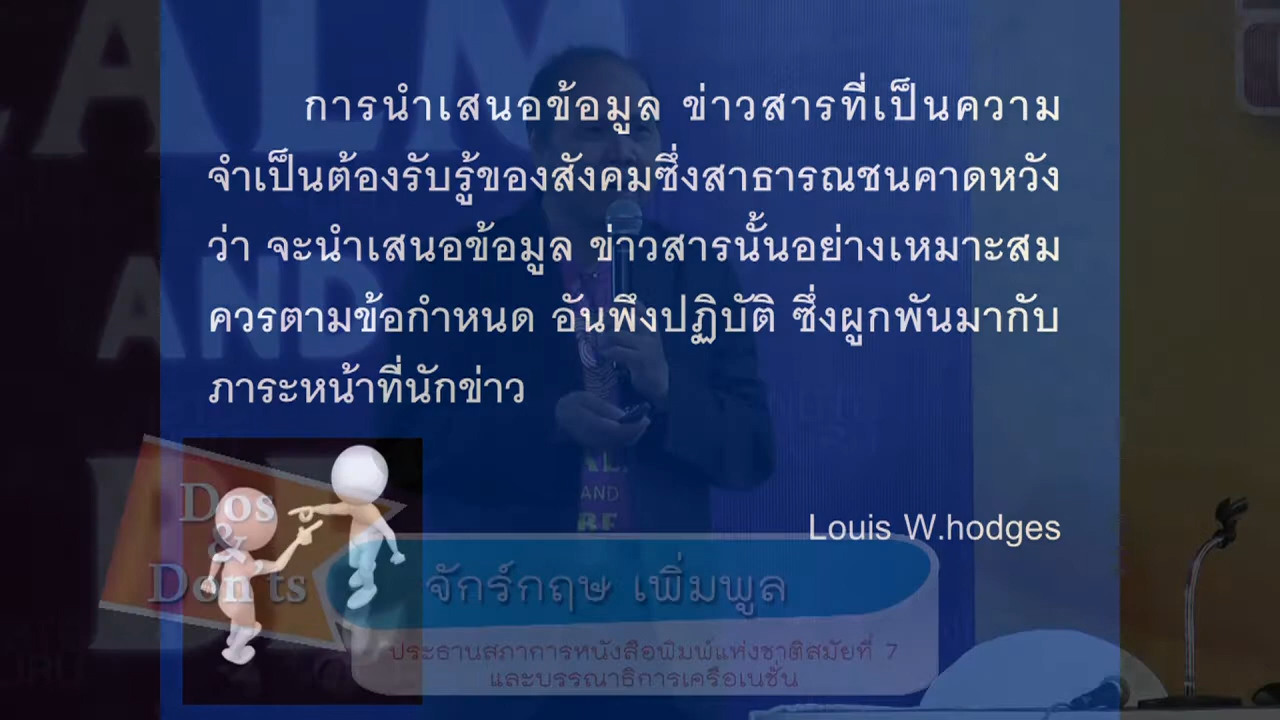 ALM
AND
การนำเสนอข้อมูล ข่าวสารที่เป็นความ
จำเป็นต้องรับรู้ของสังคมซึ่งสาธารณชนคาดหวัง
ว่า จะนำเสนอข้อมูล ข่าวสารนั้นอย่างเหมาะสม
ควรตามข้อกำหนด อันพึงปฏิบัติ ซึ่งผูกพันมากับ
ภาระหน้าที่นักข่าว
AND
BE
Louis W.hodges
Dos
&
Don'ts
จักร์กฤษ เพิ่มพูล
ประธานสภาการหนังสือพิมพ์แห่งชาติสมัยที่ 7
และบรรณาธิการเครือเนชั่น